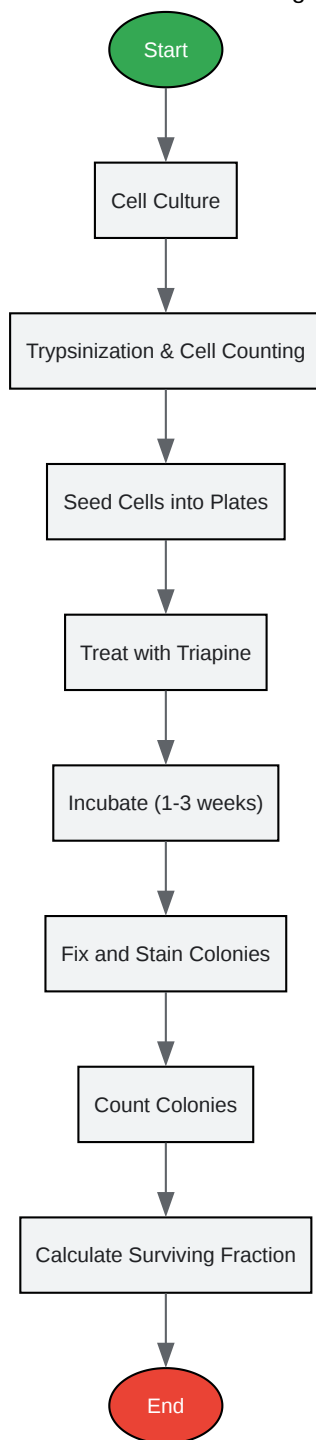 Start
Cell Culture
Trypsinization & Cell Counting
Seed Cells into Plates
Treat with Triapine
Incubate (1-3 weeks)
Fix and Stain Colonies
Count Colonies
Calculate Surviving Fraction
End